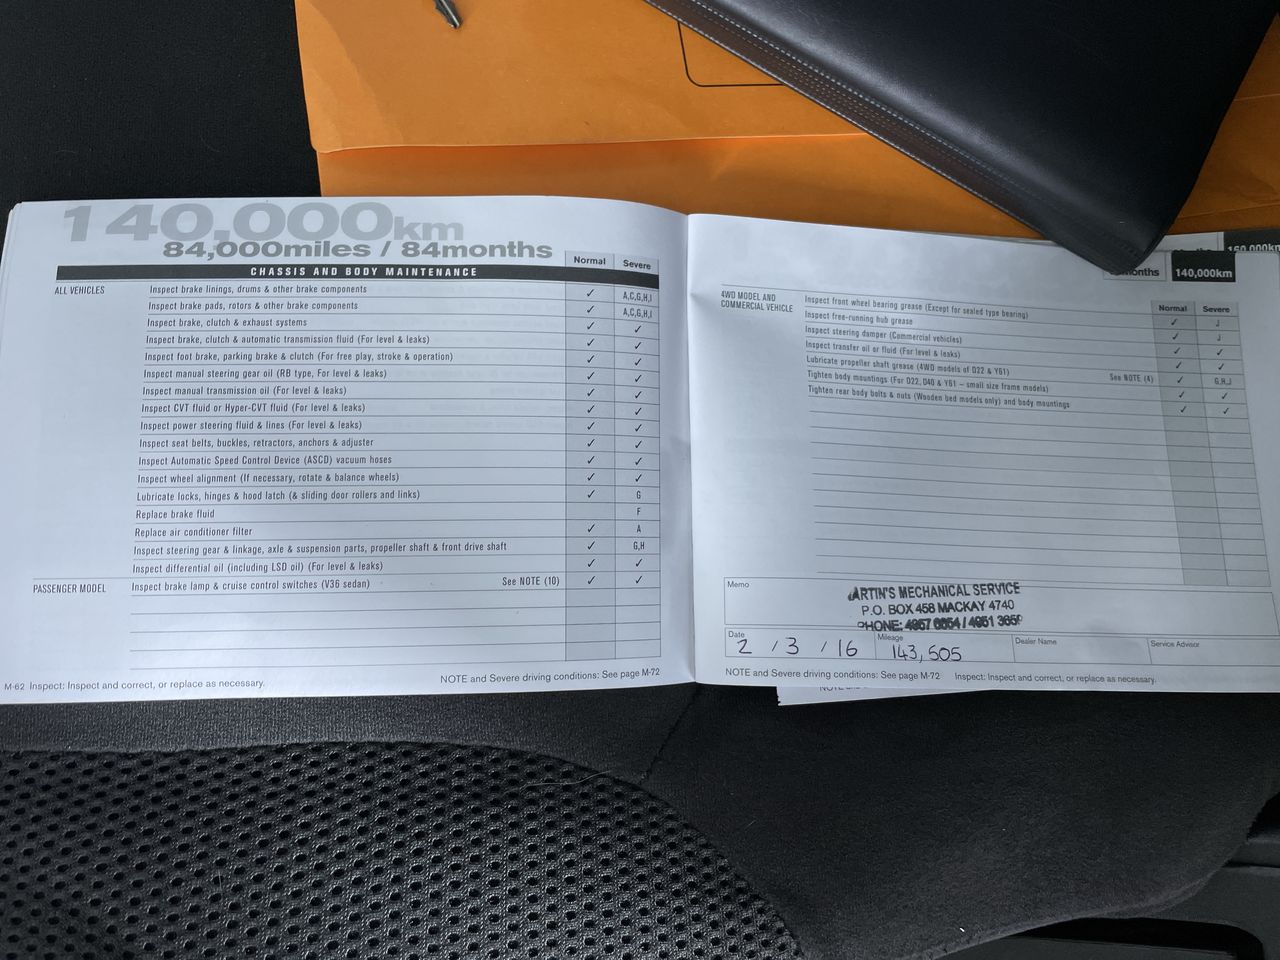 140,000km
84,000miles / 84months
CHASSIS AND BODY MAINTENANCE
Normal Severe
ALL VEHICLES Inspect brake linings, drums & other brake components ✓ A,C,G,H,I
Inspect brake pads, rotors & other brake components ✓ A,C,G,H,I
Inspect brake, clutch & exhaust systems ✓ ✓
Inspect brake, clutch & automatic transmission fluid (For level & leaks) ✓ ✓
Inspect foot brake, parking brake & clutch (For free play, stroke & operation) ✓ ✓
Inspect manual steering gear oil (RB type, For level & leaks) ✓ ✓
Inspect manual transmission oil (For level & leaks) ✓ ✓
Inspect CVT fluid or Hyper-CVT fluid (For level & leaks) ✓ ✓
Inspect power steering fluid & lines (For level & leaks) ✓ ✓
Inspect seat belts, buckles, retractors, anchors & adjuster ✓ ✓
Inspect Automatic Speed Control Device (ASCD) vacuum hoses ✓ ✓
Inspect wheel alignment (If necessary, rotate & balance wheels) ✓ ✓
Lubricate locks, hinges & hood latch (& sliding door rollers and links) ✓ G
Replace brake fluid F
Replace air conditioner filter ✓ A
Inspect steering gear & linkage, axle & suspension parts, propeller shaft & front drive shaft ✓ G,H
Inspect differential oil (including LSD oil) (For level & leaks) ✓ ✓
PASSENGER MODEL Inspect brake lamp & cruise control switches (V36 sedan) See NOTE (10) ✓ ✓
NOTE and Severe driving conditions: See page M-72
M-62 Inspect: Inspect and correct, or replace as necessary.
160,000km
months 140,000km
Normal Severe
4WD MODEL AND
COMMERCIAL VEHICLE
Inspect front wheel bearing grease (Except for sealed type bearing) ✓ J
Inspect free-running hub grease ✓ J
Inspect steering damper (Commercial vehicles) ✓ ✓
Inspect transfer oil or fluid (For level & leaks) ✓ ✓
Lubricate propeller shaft grease (4WD models of D22 & Y61) See NOTE (4) ✓ G,H,J
Tighten body mountings (For D22, D40 & Y61 – small size frame models) ✓ ✓
Tighten rear body bolts & nuts (Wooden bed models only) and body mountings ✓ ✓
Memo
ARTIN'S MECHANICAL SERVICE
P.O. BOX 458 MACKAY 4740
PHONE: 4957 6654 / 4951 365
Date Mileage Dealer Name Service Advisor
2 / 3 / 16 143,505
NOTE and Severe driving conditions: See page M-72 Inspect: Inspect and correct, or replace as necessary.